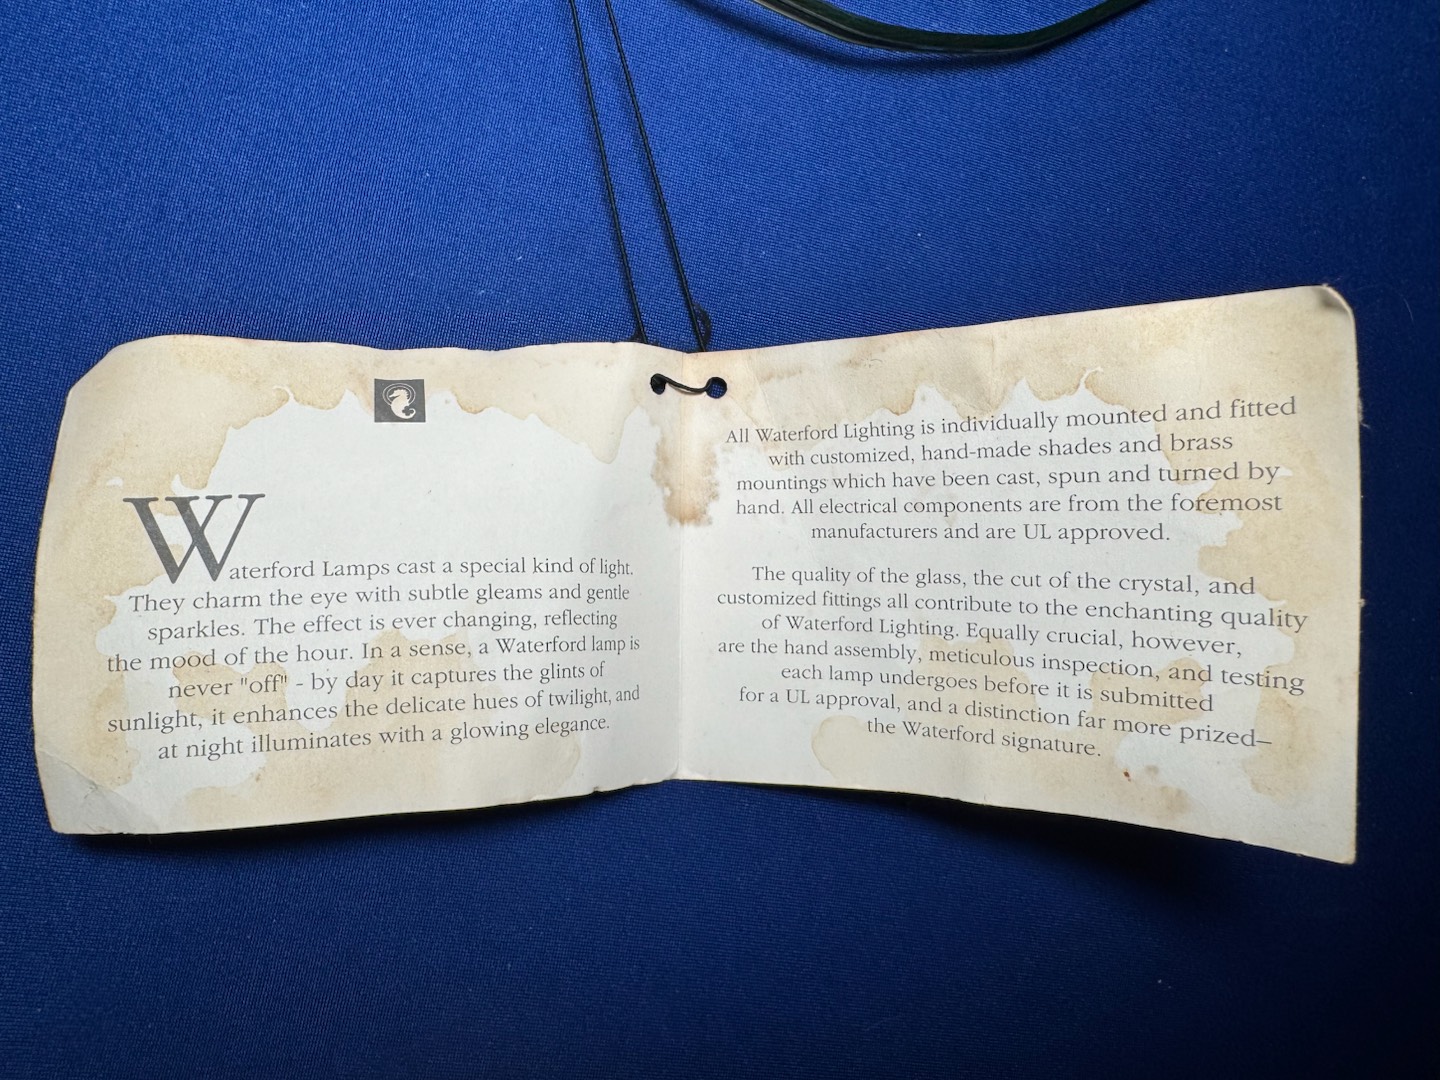 Waterford Lamps cast a special kind of light.
They charm the eye with subtle gleams and gentle
sparkles. The effect is ever changing, reflecting
the mood of the hour. In a sense, a Waterford lamp is
never "off" - by day it captures the glints of
sunlight, it enhances the delicate hues of twilight, and
at night illuminates with a glowing elegance.
All Waterford Lighting is individually mounted and fitted
with customized, hand-made shades and brass
mountings which have been cast, spun and turned by
hand. All electrical components are from the foremost
manufacturers and are UL approved.
The quality of the glass, the cut of the crystal, and
customized fittings all contribute to the enchanting quality
of Waterford Lighting. Equally crucial, however,
are the hand assembly, meticulous inspection, and testing
each lamp undergoes before it is submitted
for a UL approval, and a distinction far more prized—
the Waterford signature.